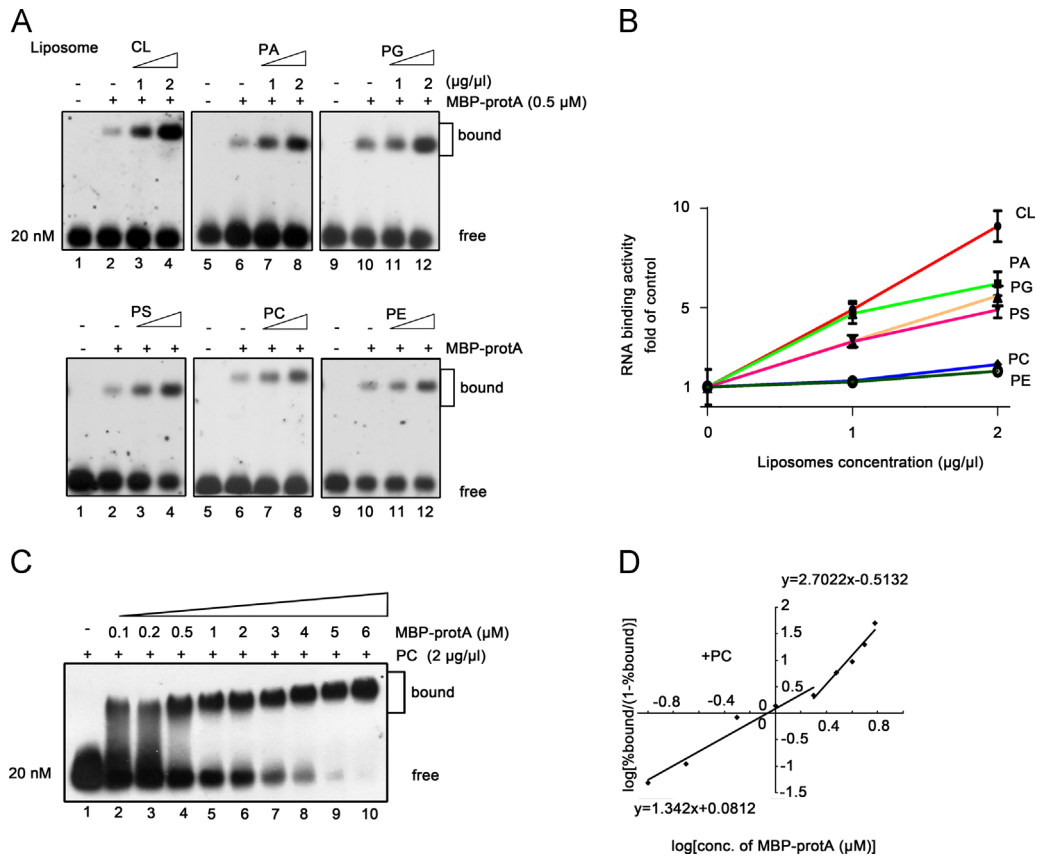 A
Liposome CL PA PG
- - 1 2 - - 1 2 - - 1 2 (µg/µl)
- + + + - + + + - + + + MBP-protA (0.5 µM)
bound
20 nM free
1 2 3 4 5 6 7 8 9 10 11 12
PS PC PE
- - - - - -
- + + + - + + + - + + + MBP-protA
bound
free
1 2 3 4 5 6 7 8 9 10 11 12
B
RNA binding activity
fold of control
10
5
1
0 1 2
CL
PA
PG
PS
PC
PE
Liposomes concentration (µg/µl)
C
- 0.1 0.2 0.5 1 2 3 4 5 6 MBP-protA (µM)
+ + + + + + + + + + PC (2 µg/µl)
bound
20 nM free
1 2 3 4 5 6 7 8 9 10
D
y=2.7022x-0.5132
log[%bound/(1-%bound)]
+PC
2
1.5
1
0.5
0
-0.5
-1
-1.5
-0.8 -0.4 0 0.4 0.8
y=1.342x+0.0812
log[conc. of MBP-protA (µM)]